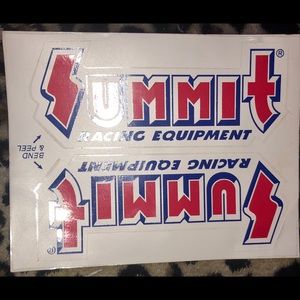 SUMMIT®
RACING EQUIPMENT
BEND
& PEEL
SUMMIT®
RACING EQUIPMENT